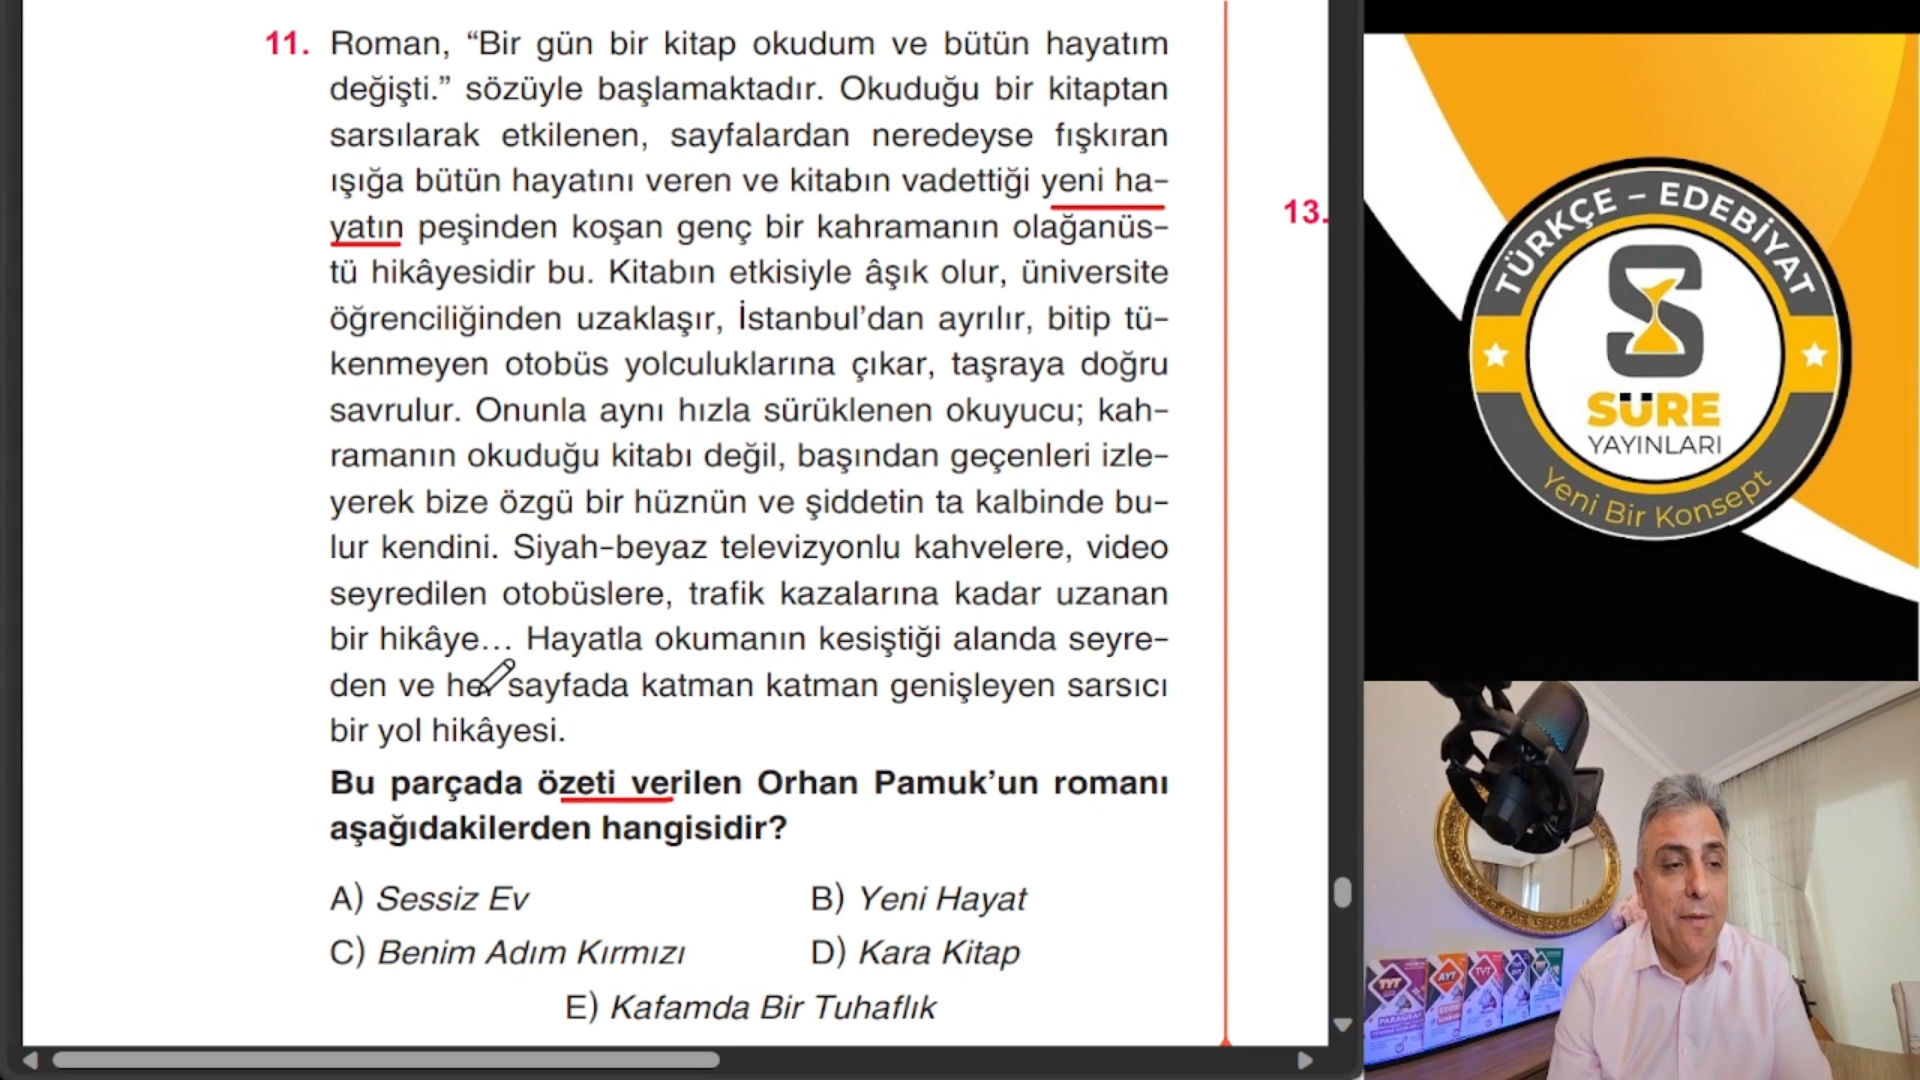 11. Roman, “Bir gün bir kitap okudum ve bütün hayatım
değişti.” sözüyle başlamaktadır. Okuduğu bir kitaptan
sarsılarak etkilenen, sayfalardan neredeyse fışkıran
ışığa bütün hayatını veren ve kitabın vadettiği yeni ha-
yatın peşinden koşan genç bir kahramanın olağanüs-
tü hikâyesidir bu. Kitabın etkisiyle âşık olur, üniversite
öğrenciliğinden uzaklaşır, İstanbul’dan ayrılır, bitip tü-
kenmeyen otobüs yolculuklarına çıkar, taşraya doğru
savrulur. Onunla aynı hızla sürüklenen okuyucu; kah-
ramanın okuduğu kitabı değil, başından geçenleri izle-
yerek bize özgü bir hüznün ve şiddetin ta kalbinde bu-
lur kendini. Siyah-beyaz televizyonlu kahvelere, video
seyredilen otobüslere, trafik kazalarına kadar uzanan
bir hikâye... Hayatla okumanın kesiştiği alanda seyre-
den ve her sayfada katman katman genişleyen sarsıcı
bir yol hikâyesi.
Bu parçada özeti verilen Orhan Pamuk’un romanı
aşağıdakilerden hangisidir?
A) Sessiz Ev
B) Yeni Hayat
C) Benim Adım Kırmızı
D) Kara Kitap
E) Kafamda Bir Tuhaflık
13.
TÜRKÇE – EDEBİYAT
SÜRE
YAYINLARI
Yeni Bir Konsept
TYT
PARAGRAF
AYT
TYT